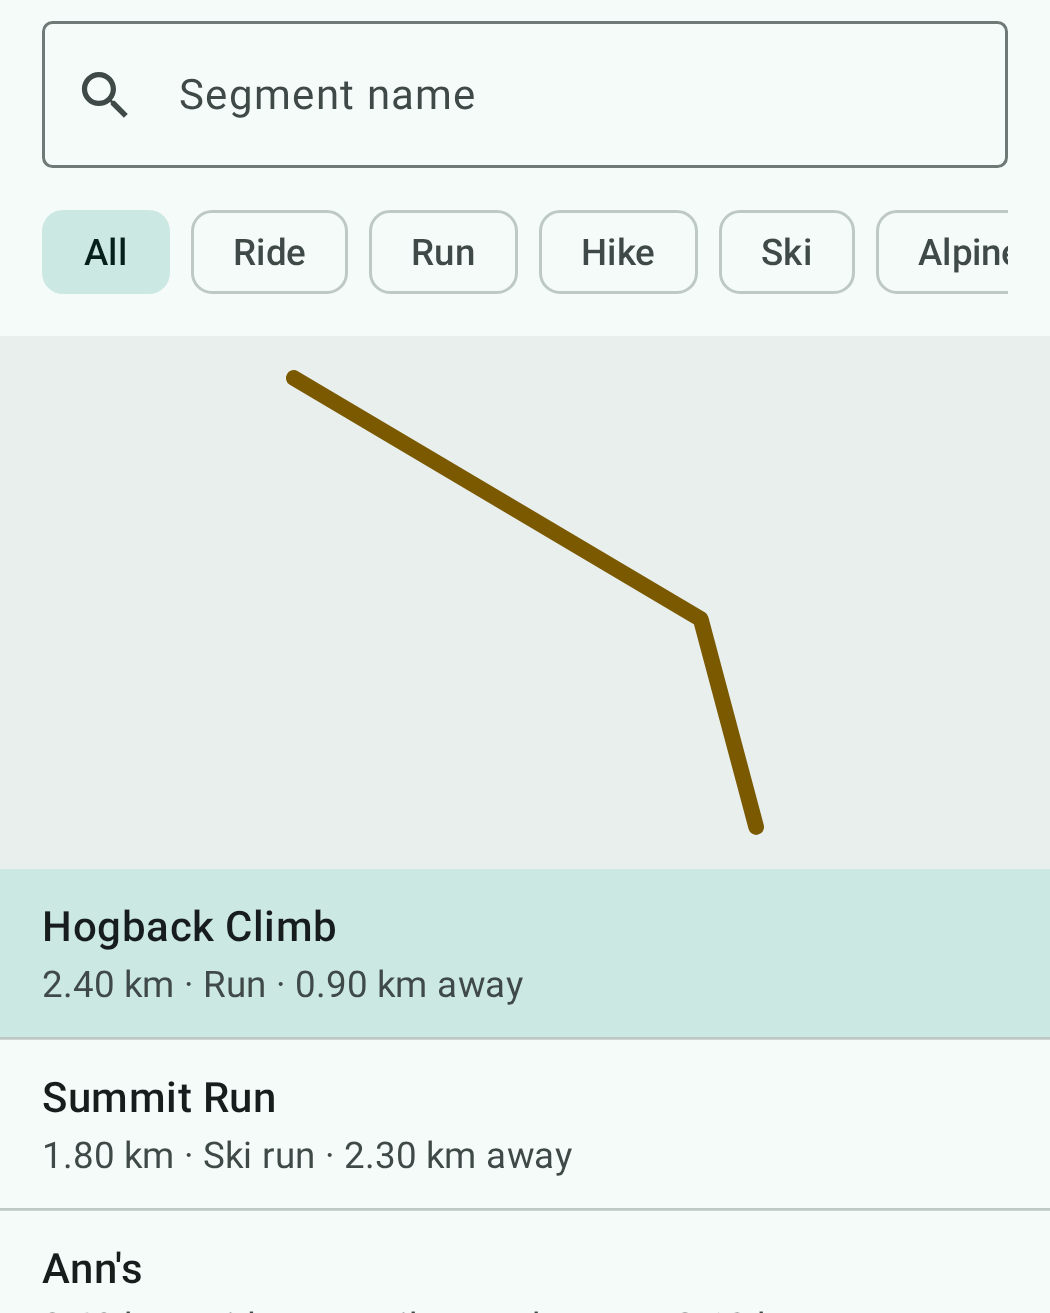 Segment name
All Ride Run Hike Ski
Hogback Climb
2.40 km · Run · 0.90 km away
Summit Run
1.80 km · Ski run · 2.30 km away
Ann's